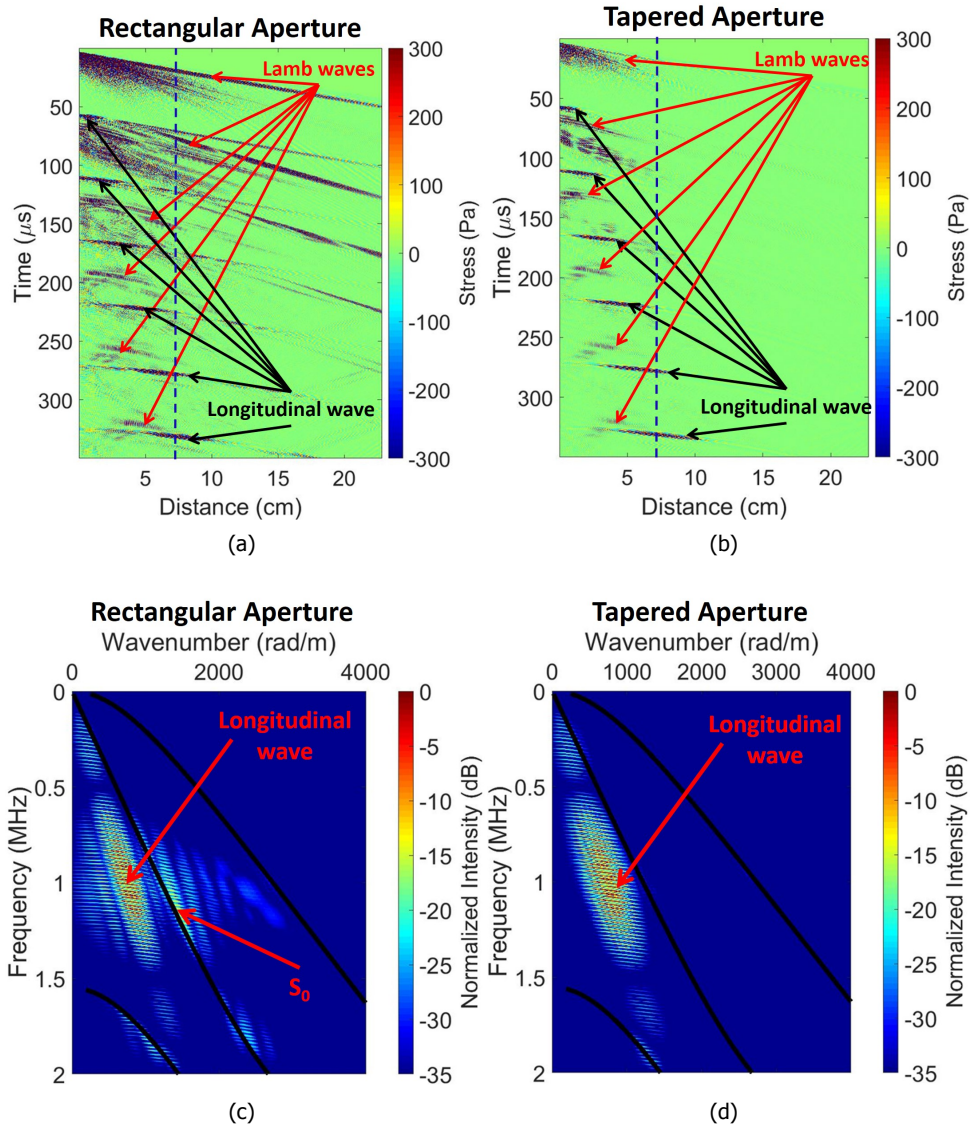 Rectangular Aperture
300
200
100
0
-100
-200
-300
Stress (Pa)
50
100
150
200
250
300
Time (μs)
Lamb waves
Longitudinal wave
5
10
15
20
Distance (cm)
(a)
Tapered Aperture
300
200
100
0
-100
-200
-300
Stress (Pa)
50
100
150
200
250
300
Time (μs)
Lamb waves
Longitudinal wave
5
10
15
20
Distance (cm)
(b)
Rectangular Aperture
Wavenumber (rad/m)
0
2000
4000
0
0.5
1
1.5
2
Frequency (MHz)
Longitudinal
wave
S₀
0
-5
-10
-15
-20
-25
-30
-35
Normalized Intensity (dB)
(c)
Tapered Aperture
Wavenumber (rad/m)
0
1000
2000
3000
4000
0
0.5
1
1.5
2
Frequency (MHz)
Longitudinal
wave
0
-5
-10
-15
-20
-25
-30
-35
Normalized Intensity (dB)
(d)